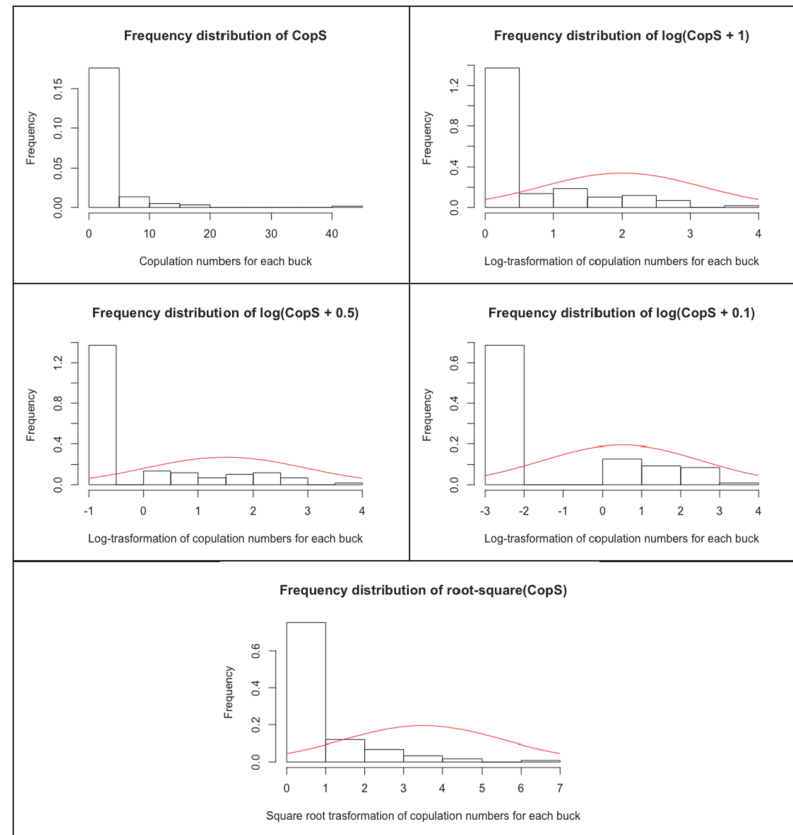 Frequency distribution of CopS
Frequency
0.00
0.05
0.10
0.15
0 10 20 30 40
Copulation numbers for each buck
Frequency distribution of log(CopS + 1)
Frequency
0.0
0.4
0.8
1.2
0 1 2 3 4
Log-trasformation of copulation numbers for each buck
Frequency distribution of log(CopS + 0.5)
Frequency
0.0
0.4
0.8
1.2
-1 0 1 2 3 4
Log-trasformation of copulation numbers for each buck
Frequency distribution of log(CopS + 0.1)
Frequency
0.0
0.2
0.4
0.6
-3 -2 -1 0 1 2 3 4
Log-trasformation of copulation numbers for each buck
Frequency distribution of root-square(CopS)
Frequency
0.0
0.2
0.4
0.6
0 1 2 3 4 5 6 7
Square root trasformation of copulation numbers for each buck